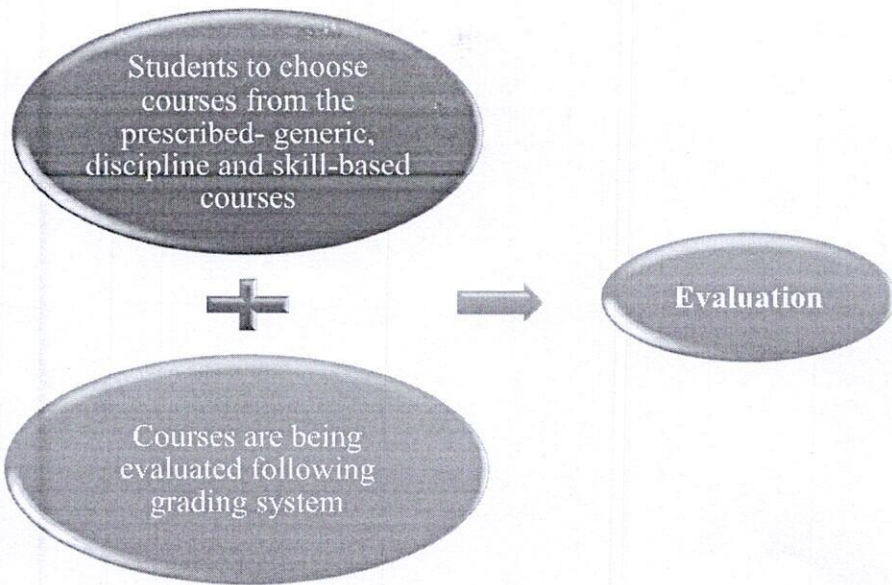 Students to choose
courses from the
prescribed- generic,
discipline and skill-based
courses
Evaluation
Courses are being
evaluated following
grading system